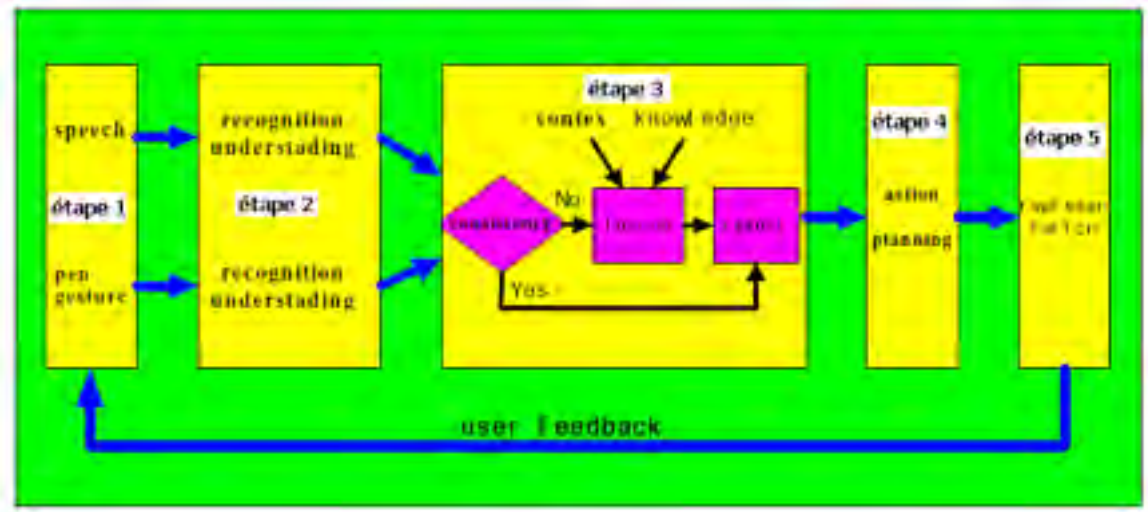 speech
étape 1
pen
gesture
recognition
understading
étape 2
recognition
understading
étape 3
contex knowledge
No
Yes
étape 4
action
planning
étape 5
user feedback